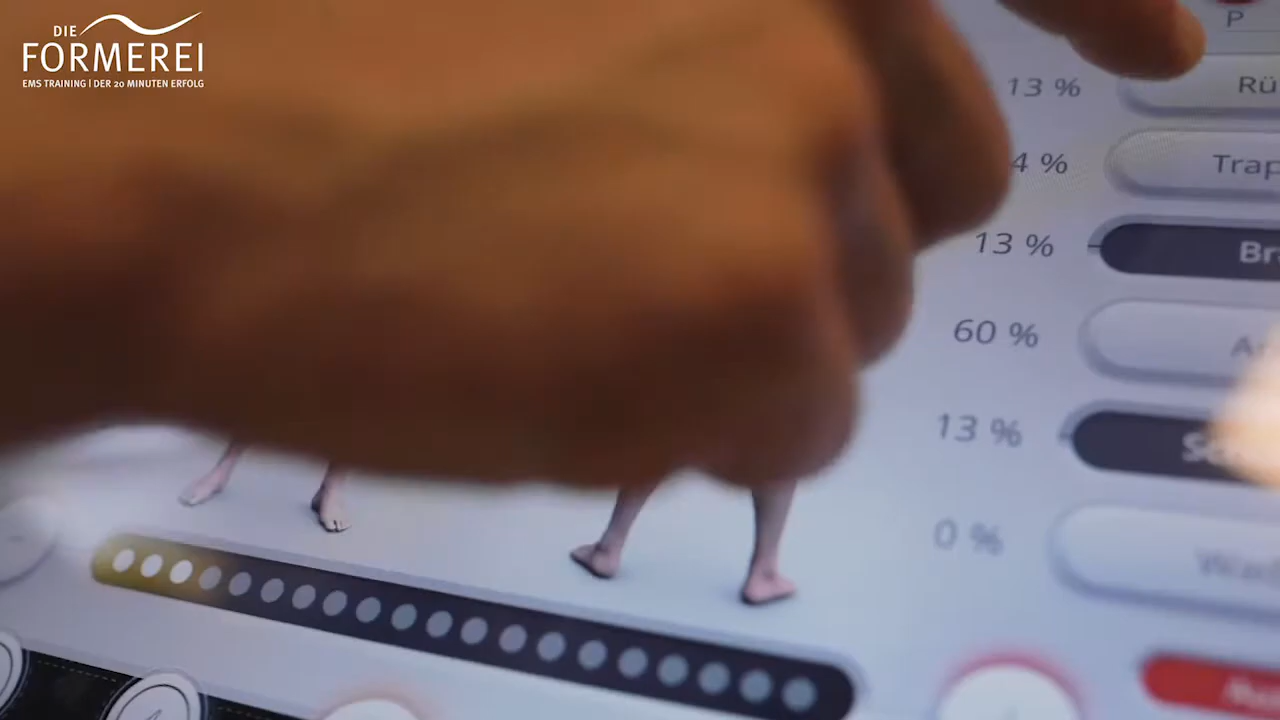 DIE
FORMEREI
EMS TRAINING | DER 20 MINUTEN ERFOLG
P
13 % Rü
4 % Trap
13 % Br
60 % A
13 %
0 %